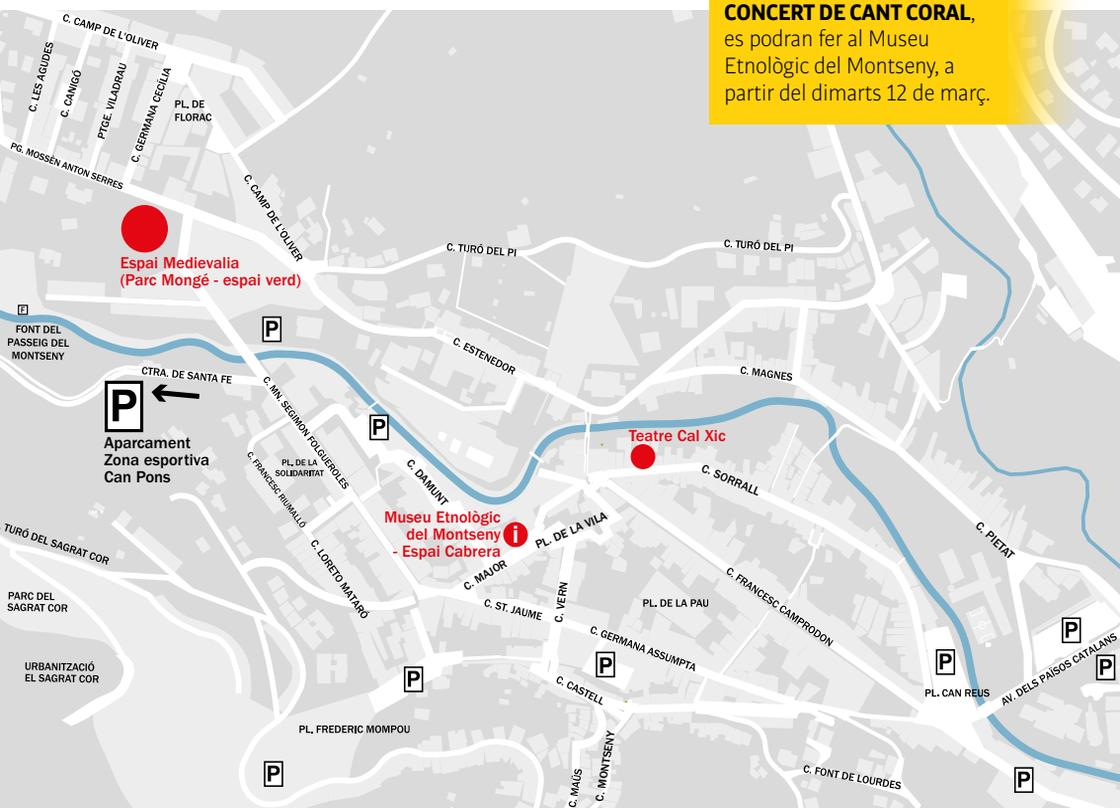 CONCERT DE CANT CORAL,
es podran fer al Museu
Etnològic del Montseny, a
partir del dimarts 12 de març.
C. CAMP DE L'OLIVER
C. LES AGUDES
C. CANIGÓ
PTGE. VILADRAU
C. GERMANA CECÍLIA
PL. DE
FLORAC
PG. MOSSÈN ANTON SERRES
C. CAMP DE L'OLIVER
Espai Medievalia
(Parc Mongé - espai verd)
C. TURÓ DEL PI
C. TURÓ DEL PI
F
FONT DEL
PASSEIG DEL
MONTSENY
P
C. ESTENEDOR
C. MAGNES
CTRA. DE SANTA FE
P
Aparcament
Zona esportiva
Can Pons
C. MN. SEGIMON FOLGUEROLES
P
Teatre Cal Xic
PL. DE LA
SOLIDARITAT
C. FRANCESC RIUMALLÓ
C. DAMUNT
C. SORRALL
Museu Etnològic
del Montseny
- Espai Cabrera
i
PL. DE LA VILA
C. PIETAT
TURÓ DEL SAGRAT COR
C. LORETO MATARÓ
C. MAJOR
C. VERN
C. FRANCESC CAMPRODON
PARC DEL
SAGRAT COR
C. ST. JAUME
PL. DE LA PAU
C. GERMANA ASSUMPTA
URBANITZACIÓ
EL SAGRAT COR
P
P
P
P
P
C. CASTELL
PL. CAN REUS
AV. DELS PAÏSOS CATALANS
PL. FREDERIC MOMPOU
P
C. MAÜS
C. MONTSENY
C. FONT DE LOURDES
P